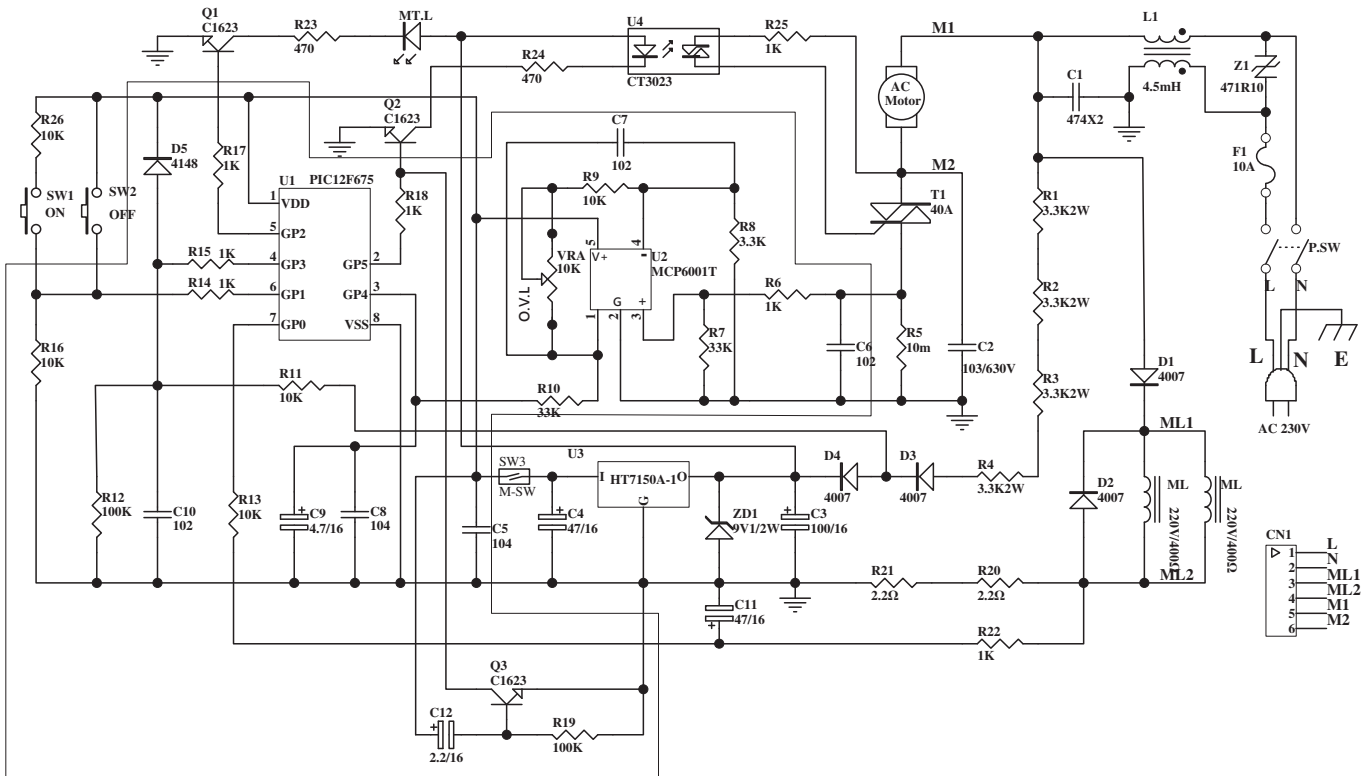 Q1
C1623
R23
470
MT.L
U4
CT3023
R25
1K
M1
L1
4.5mH
Z1
471R10
R24
470
C1
474X2
AC
Motor
R26
10K
D5
4148
R17
1K
Q2
C1623
C7
102
F1
10A
SW1
ON
SW2
OFF
U1
PIC12F675
1
VDD
5
GP2
4
GP3
6
GP1
7
GP0
GP5
2
GP4
3
VSS
8
R18
1K
R9
10K
VRA
10K
O.V.L
5
V+
4
-
U2
MCP6001T
G
+
1
2
3
R8
3.3K
M2
T1
40A
R1
3.3K2W
P.SW
L
N
R15 1K
R14 1K
R6
1K
R2
3.3K2W
R16
10K
R7
33K
C6
102
R5
10m
C2
103/630V
L
N
E
D1
4007
R3
3.3K2W
R11
10K
R10
33K
AC 230V
ML1
SW3
M-SW
U3
I
HT7150A-1
O
G
D4
4007
D3
4007
R4
3.3K2W
D2
4007
ML
220V/400Ω
ML
220V/400Ω
R12
100K
C10
102
R13
10K
C9
4.7/16
C8
104
C5
104
C4
47/16
ZD1
9V1/2W
C3
100/16
CN1
1
L
2
N
3
ML1
4
ML2
5
M1
6
M2
R21
2.2Ω
R20
2.2Ω
ML2
C11
47/16
R22
1K
Q3
C1623
C12
2.2/16
R19
100K
+
+
+
+
+
+